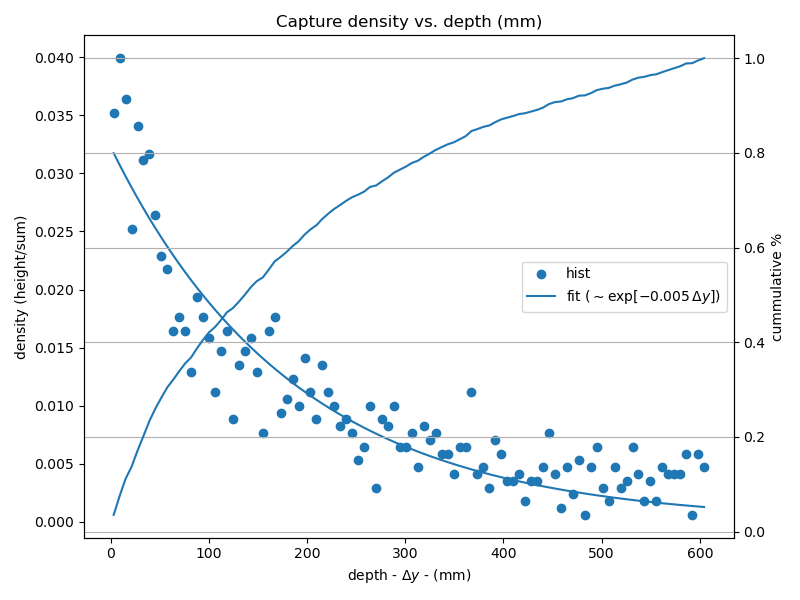 Capture density vs. depth (mm)
density (height/sum)
0.040
0.035
0.030
0.025
0.020
0.015
0.010
0.005
0.000
1.0
0.8
0.6
0.4
0.2
0.0
cummulative %
hist
fit (∼ exp[−0.005 Δy])
0 100 200 300 400 500 600
depth - Δy - (mm)